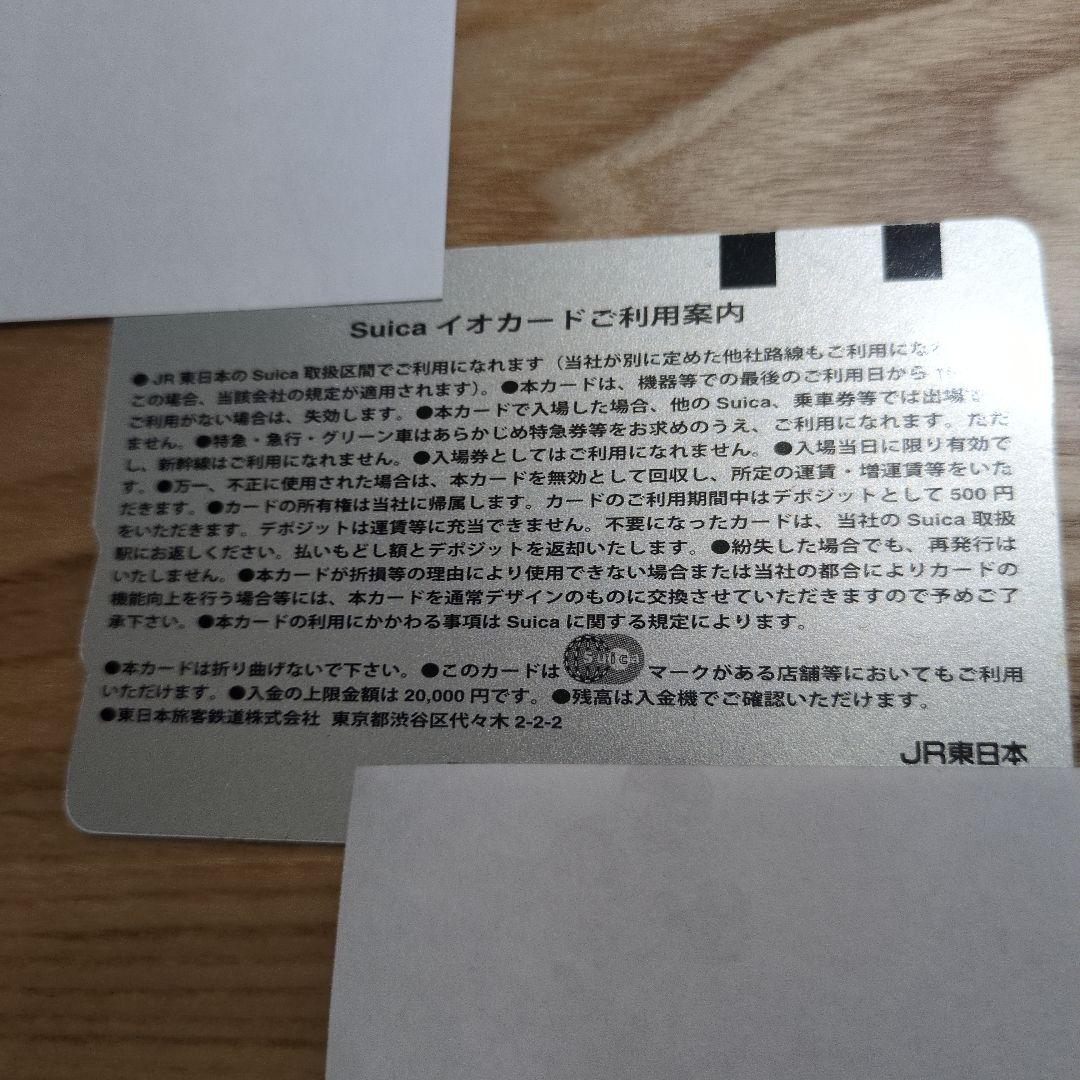 Suica イオカードご利用案内
●JR東日本のSuica取扱区間でご利用になれます（当社が別に定めた他社路線もご利用にな
この場合、当該会社の規定が適用されます）。●本カードは、機器等での最後のご利用日から
ご利用がない場合は、失効します。●本カードで入場した場合、他のSuica、乗車券等では出場
ません。●特急・急行・グリーン車はあらかじめ特急券等をお求めのうえ、ご利用になれます。ただ
し、新幹線はご利用になれません。●入場券としてはご利用になれません。●入場当日に限り有効で
す。●万一、不正に使用された場合は、本カードを無効として回収し、所定の運賃・増運賃等をいた
だきます。●カードの所有権は当社に帰属します。カードのご利用期間中はデポジットとして500円
をいただきます。デポジットは運賃等に充当できません。不要になったカードは、当社のSuica取扱
駅にお返しください。払いもどし額とデポジットを返却いたします。●紛失した場合でも、再発行は
いたしません。●本カードが折損等の理由により使用できない場合または当社の都合によりカードの
機能向上を行う場合等には、本カードを通常デザインのものに交換させていただきますので予めご了
承下さい。●本カードの利用にかかわる事項はSuicaに関する規定によります。
●本カードは折り曲げないで下さい。●このカードは Suica マークがある店舗等においてもご利用
いただけます。●入金の上限金額は20,000円です。●残高は入金機でご確認いただけます。
●東日本旅客鉄道株式会社 東京都渋谷区代々木2-2-2
JR東日本